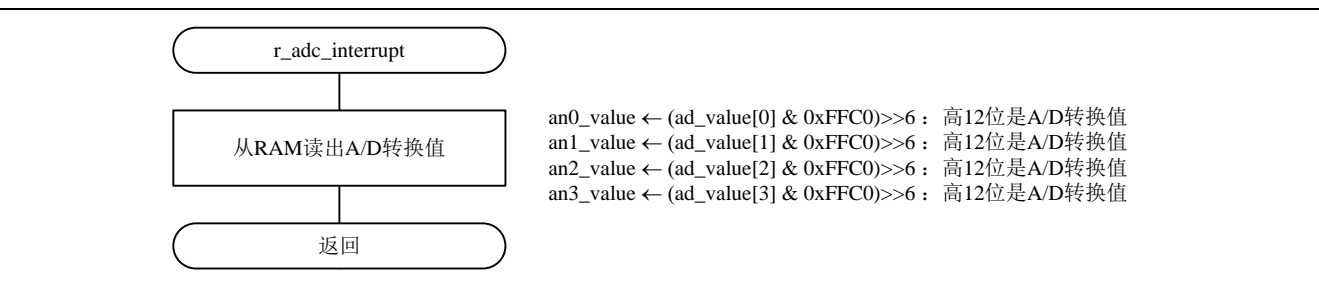 r_adc_interrupt
从RAM读出A/D转换值
an0_value ← (ad_value[0] & 0xFFC0)>>6 ：高12位是A/D转换值
an1_value ← (ad_value[1] & 0xFFC0)>>6 ：高12位是A/D转换值
an2_value ← (ad_value[2] & 0xFFC0)>>6 ：高12位是A/D转换值
an3_value ← (ad_value[3] & 0xFFC0)>>6 ：高12位是A/D转换值
返回